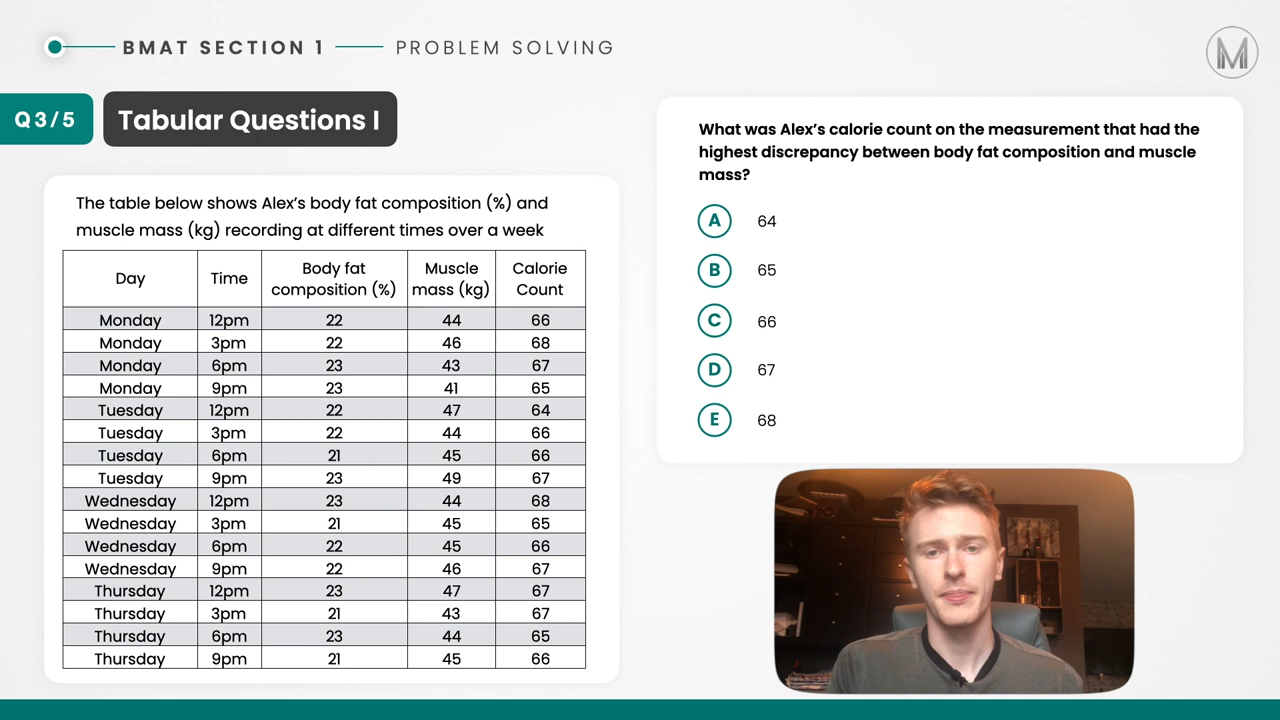 BMAT SECTION 1 PROBLEM SOLVING
M
Q 3/5
Tabular Questions I
The table below shows Alex's body fat composition (%) and
muscle mass (kg) recording at different times over a week
Day Time Body fat composition (%) Muscle mass (kg) Calorie Count
Monday 12pm 22 44 66
Monday 3pm 22 46 68
Monday 6pm 23 43 67
Monday 9pm 23 41 65
Tuesday 12pm 22 47 64
Tuesday 3pm 22 44 66
Tuesday 6pm 21 45 66
Tuesday 9pm 23 49 67
Wednesday 12pm 23 44 68
Wednesday 3pm 21 45 65
Wednesday 6pm 22 45 66
Wednesday 9pm 22 46 67
Thursday 12pm 23 47 67
Thursday 3pm 21 43 67
Thursday 6pm 23 44 65
Thursday 9pm 21 45 66
What was Alex's calorie count on the measurement that had the
highest discrepancy between body fat composition and muscle
mass?
A 64
B 65
C 66
D 67
E 68